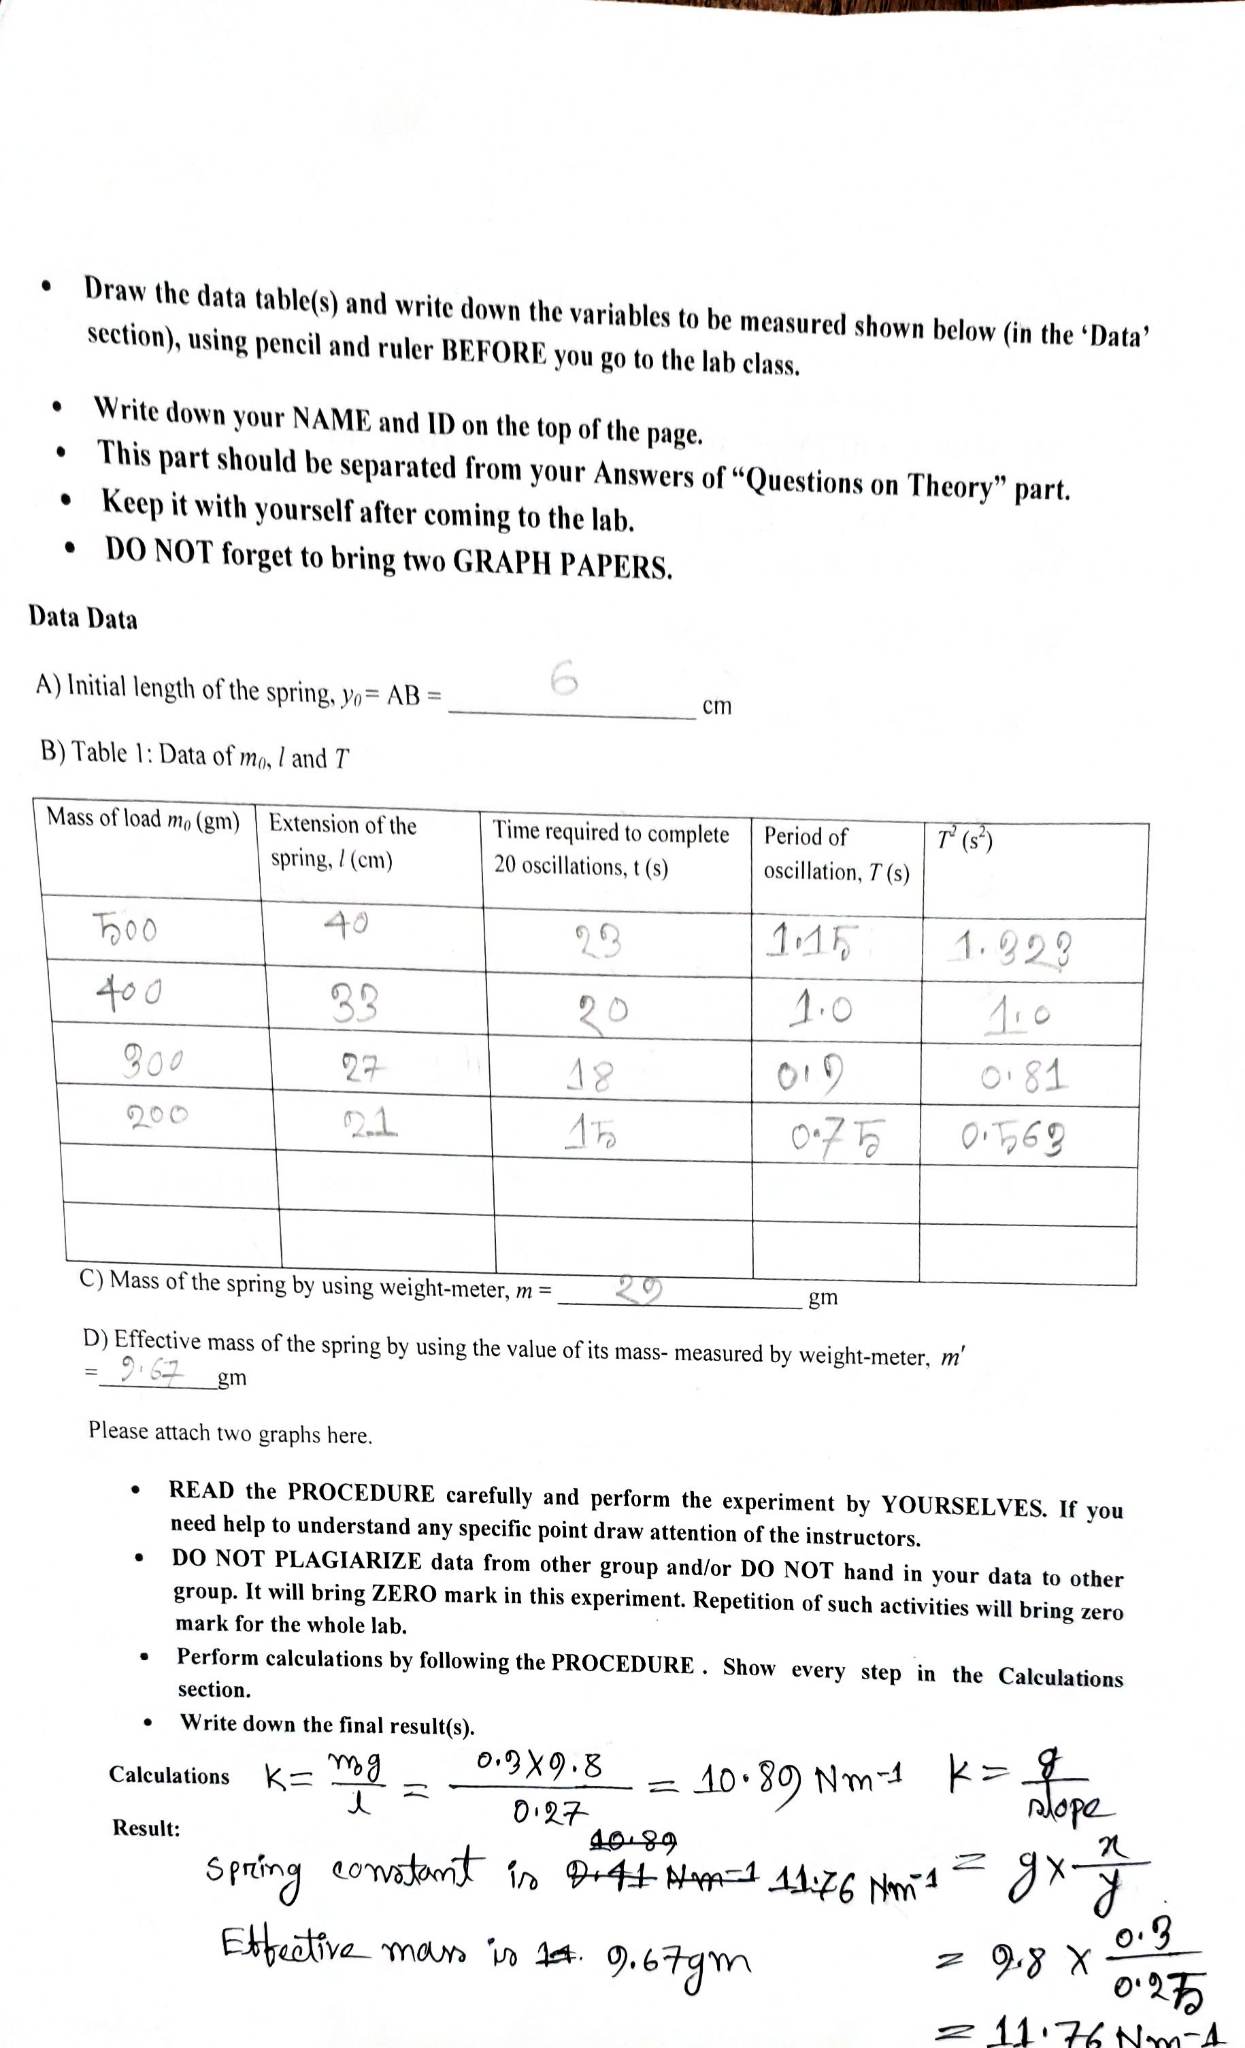 • Draw the data table(s) and write down the variables to be measured shown below (in the ‘Data’
section), using pencil and ruler BEFORE you go to the lab class.
• Write down your NAME and ID on the top of the page.
• This part should be separated from your Answers of “Questions on Theory” part.
• Keep it with yourself after coming to the lab.
• DO NOT forget to bring two GRAPH PAPERS.
Data Data
A) Initial length of the spring, y₀= AB = 6 cm
B) Table 1: Data of m₀, l and T
Mass of load m₀ (gm) Extension of the spring, l (cm) Time required to complete 20 oscillations, t (s) Period of oscillation, T (s) T² (s²)
500 40 23 1.15 1.323
400 33 20 1.0 1.0
300 27 18 0.9 0.81
200 21 15 0.75 0.563
C) Mass of the spring by using weight-meter, m = 29 gm
D) Effective mass of the spring by using the value of its mass- measured by weight-meter, m′
= 9.67 gm
Please attach two graphs here.
• READ the PROCEDURE carefully and perform the experiment by YOURSELVES. If you
need help to understand any specific point draw attention of the instructors.
• DO NOT PLAGIARIZE data from other group and/or DO NOT hand in your data to other
group. It will bring ZERO mark in this experiment. Repetition of such activities will bring zero
mark for the whole lab.
• Perform calculations by following the PROCEDURE . Show every step in the Calculations
section.
• Write down the final result(s).
Calculations K = m₀g/l = 0.3×9.8/0.27 = 10.89 Nm-1 k = g/slope
Result:
10.89
Spring constant is 9.41 Nm-1 11.76 Nm-1 = g× x/y
Effective mass is 14. 9.67gm = 9.8 × 0.3/0.25
= 11.76 Nm-1